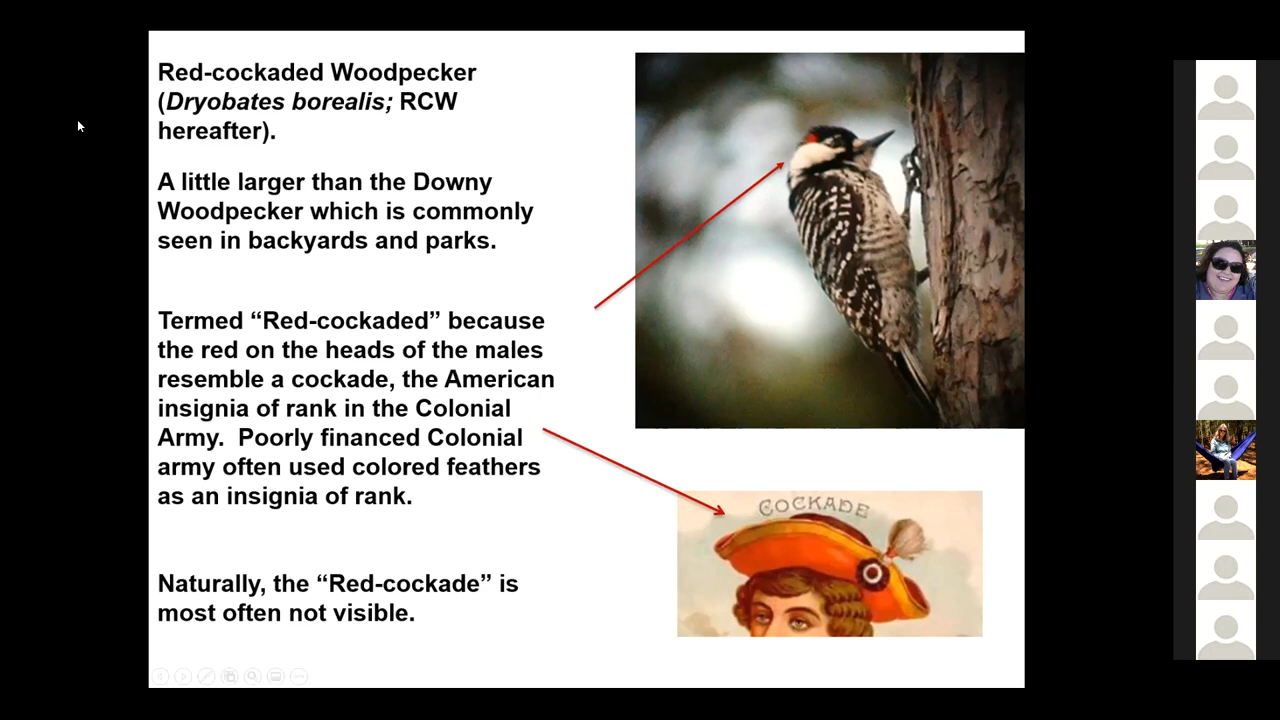 Red-cockaded Woodpecker
(Dryobates borealis; RCW
hereafter).
A little larger than the Downy
Woodpecker which is commonly
seen in backyards and parks.
Termed “Red-cockaded” because
the red on the heads of the males
resemble a cockade, the American
insignia of rank in the Colonial
Army.  Poorly financed Colonial
army often used colored feathers
as an insignia of rank.
Naturally, the “Red-cockade” is
most often not visible.
COCKADE